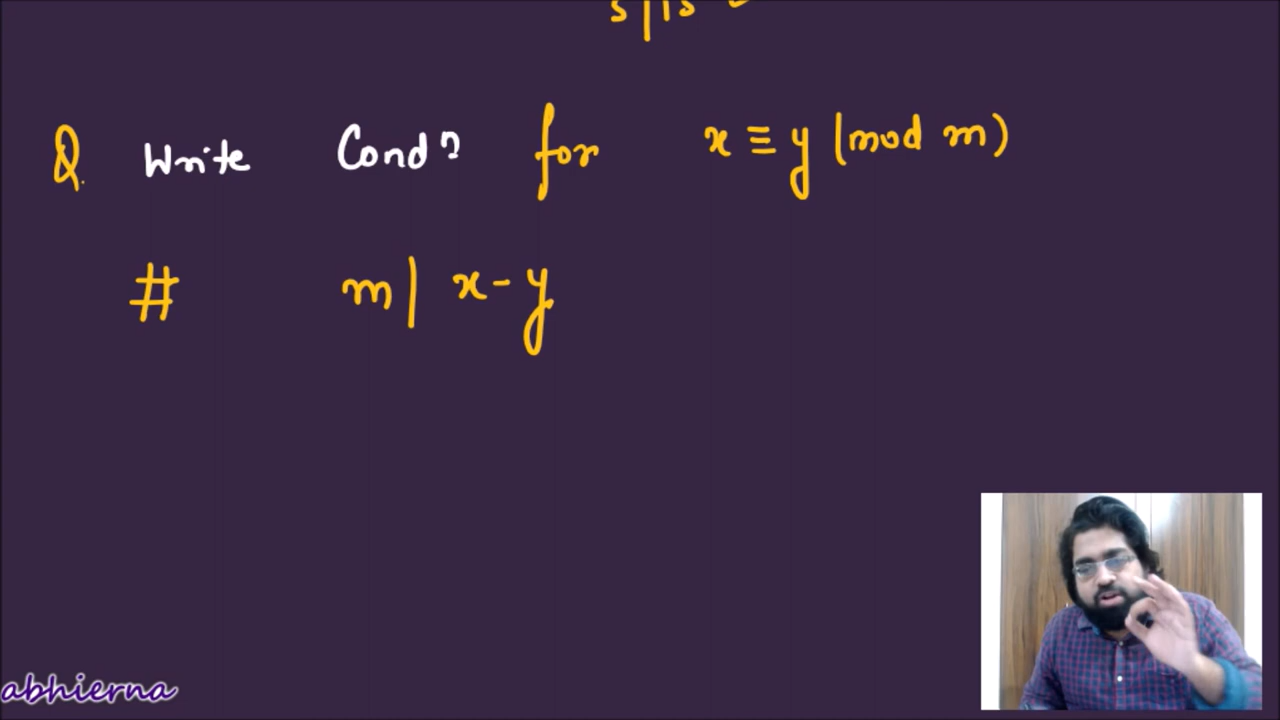 Q. Write Condn for x ≡ y (mod m)
# m | x - y
abhierna